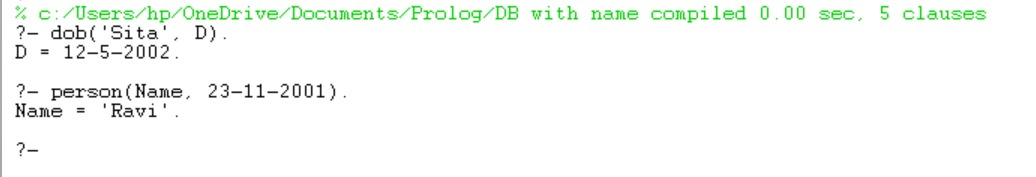 % c:/Users/hp/OneDrive/Documents/Prolog/DB with name compiled 0.00 sec, 5 clauses
?- dob('Sita', D).
D = 12-5-2002.
?- person(Name, 23-11-2001).
Name = 'Ravi'.
?-